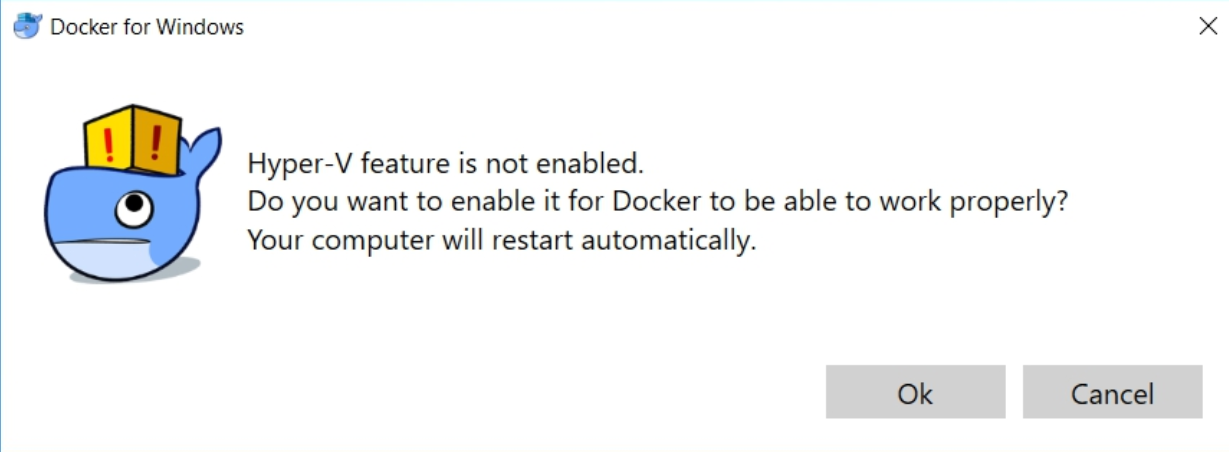 Docker for Windows
Hyper-V feature is not enabled.
Do you want to enable it for Docker to be able to work properly?
Your computer will restart automatically.
Ok
Cancel